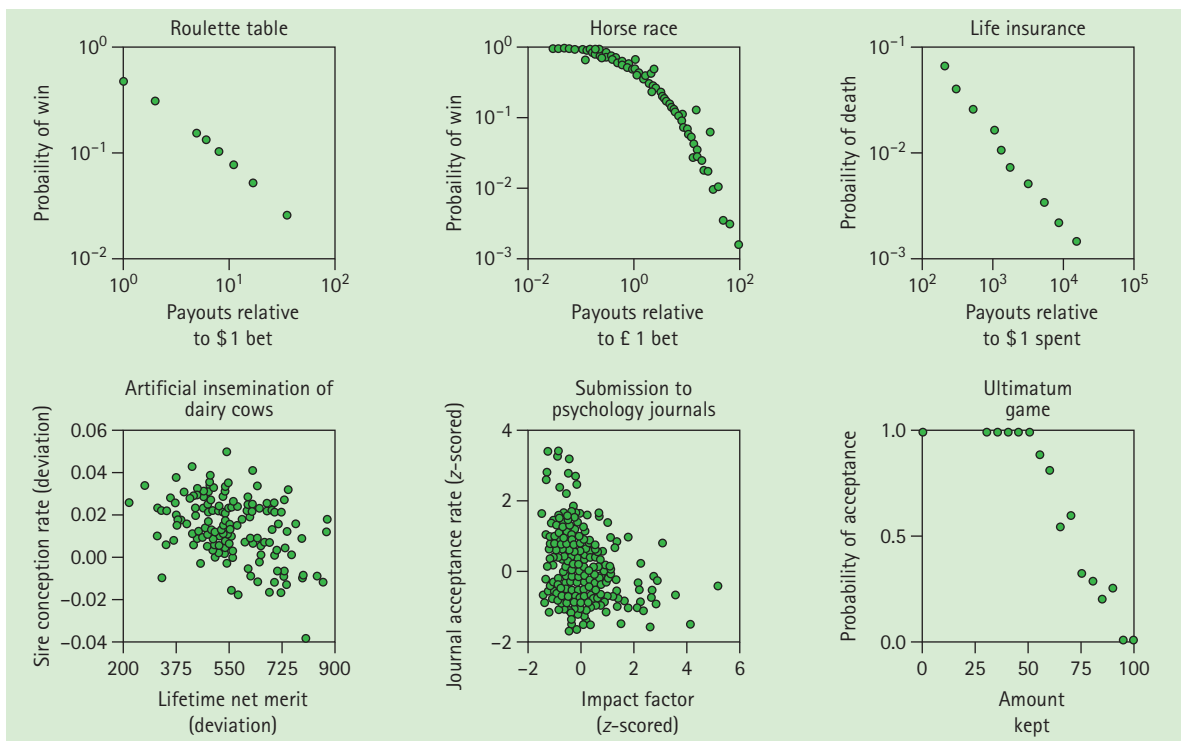 Roulette table
Probaility of win
10^0
10^-1
10^-2
10^0 10^1 10^2
Payouts relative
to $1 bet
Horse race
Probaility of win
10^0
10^-1
10^-2
10^-3
10^-2 10^0 10^2
Payouts relative
to £ 1 bet
Life insurance
Probaility of death
10^-1
10^-2
10^-3
10^2 10^3 10^4 10^5
Payouts relative
to $1 spent
Artificial insemination of
dairy cows
Sire conception rate (deviation)
0.06
0.04
0.02
0.00
−0.02
−0.04
200 375 550 725 900
Lifetime net merit
(deviation)
Submission to
psychology journals
Journal acceptance rate (z-scored)
4
2
0
−2
−2 0 2 4 6
Impact factor
(z-scored)
Ultimatum
game
Probaility of acceptance
1.0
0.5
0.0
0 25 50 75 100
Amount
kept